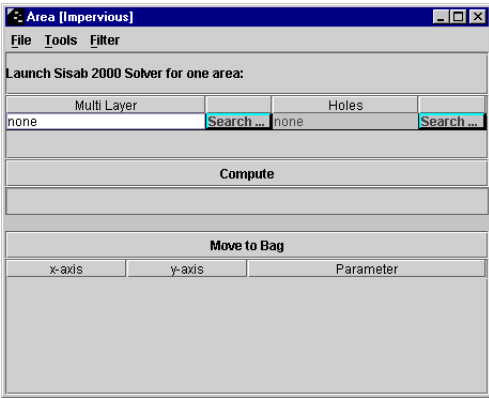 Area [Impervious]
File Tools Filter
Launch Sisab 2000 Solver for one area:
Multi Layer Holes
none Search ... none Search ...
Compute
Move to Bag
x-axis y-axis Parameter